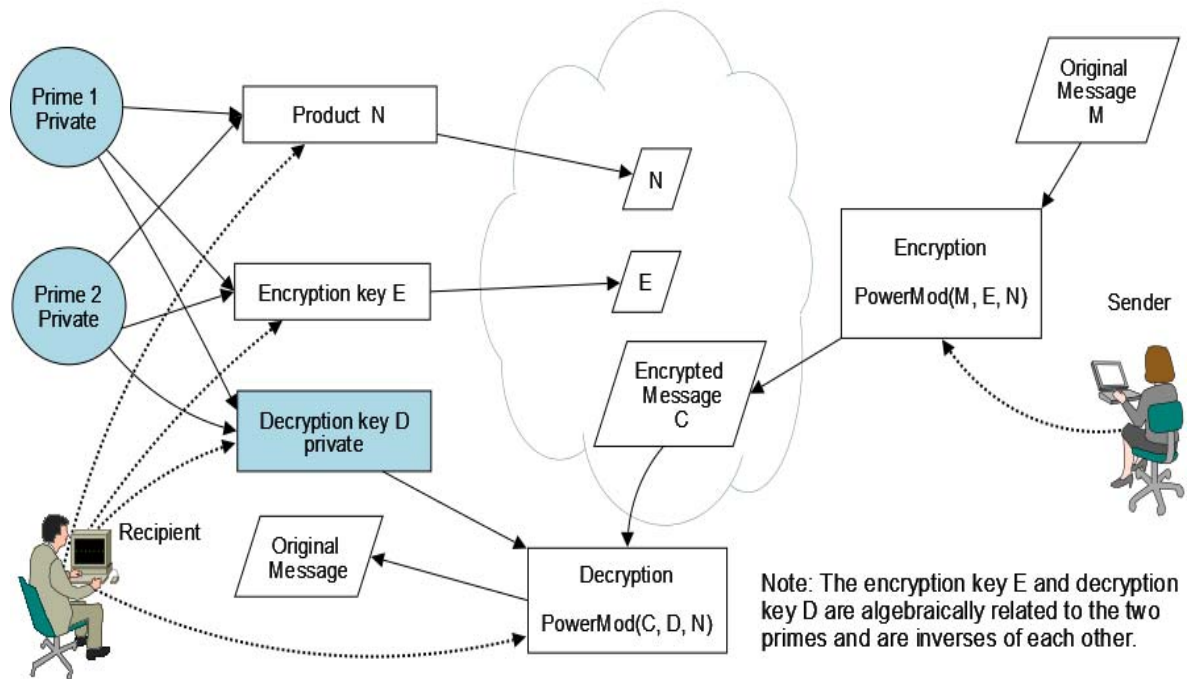 Prime 1
Private
Product N
Original
Message
M
N
Encryption
PowerMod(M, E, N)
Prime 2
Private
Encryption key E
E
Sender
Encrypted
Message
C
Decryption key D
private
Recipient
Original
Message
Decryption
PowerMod(C, D, N)
Note: The encryption key E and decryption
key D are algebraically related to the two
primes and are inverses of each other.